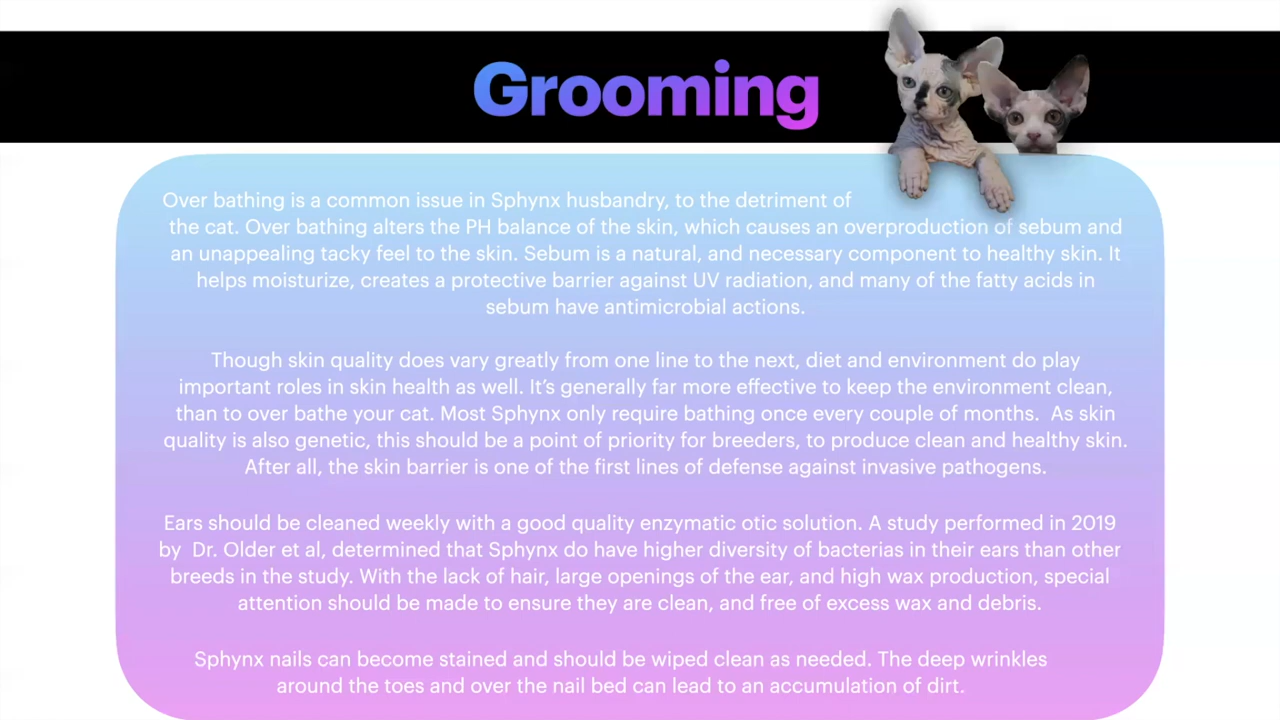 Grooming
Over bathing is a common issue in Sphynx husbandry, to the detriment of
the cat. Over bathing alters the PH balance of the skin, which causes an overproduction of sebum and
an unappealing tacky feel to the skin. Sebum is a natural, and necessary component to healthy skin. It
helps moisturize, creates a protective barrier against UV radiation, and many of the fatty acids in
sebum have antimicrobial actions.
Though skin quality does vary greatly from one line to the next, diet and environment do play
important roles in skin health as well. It’s generally far more effective to keep the environment clean,
than to over bathe your cat. Most Sphynx only require bathing once every couple of months.  As skin
quality is also genetic, this should be a point of priority for breeders, to produce clean and healthy skin.
After all, the skin barrier is one of the first lines of defense against invasive pathogens.
Ears should be cleaned weekly with a good quality enzymatic otic solution. A study performed in 2019
by  Dr. Older et al, determined that Sphynx do have higher diversity of bacterias in their ears than other
breeds in the study. With the lack of hair, large openings of the ear, and high wax production, special
attention should be made to ensure they are clean, and free of excess wax and debris.
Sphynx nails can become stained and should be wiped clean as needed. The deep wrinkles
around the toes and over the nail bed can lead to an accumulation of dirt.